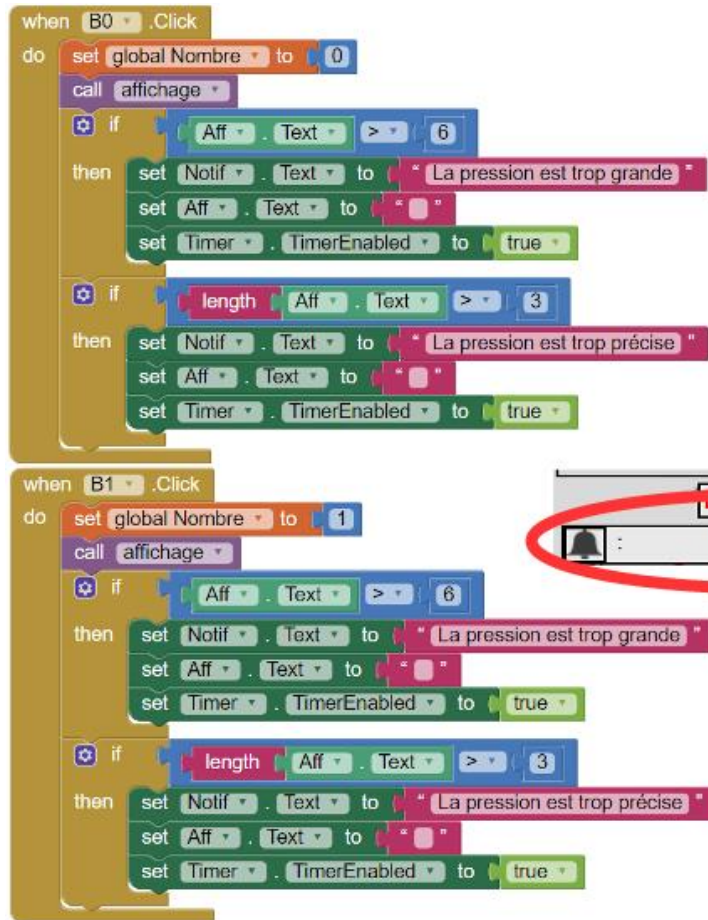 when B0 .Click
do set global Nombre to 0
call affichage
if Aff . Text > 6
then set Notif . Text to " La pression est trop grande "
set Aff . Text to " "
set Timer . TimerEnabled to true
if length Aff . Text > 3
then set Notif . Text to " La pression est trop précise "
set Aff . Text to " "
set Timer . TimerEnabled to true
when B1 .Click
do set global Nombre to 1
call affichage
:
if Aff . Text > 6
then set Notif . Text to " La pression est trop grande "
set Aff . Text to " "
set Timer . TimerEnabled to true
if length Aff . Text > 3
then set Notif . Text to " La pression est trop précise "
set Aff . Text to " "
set Timer . TimerEnabled to true